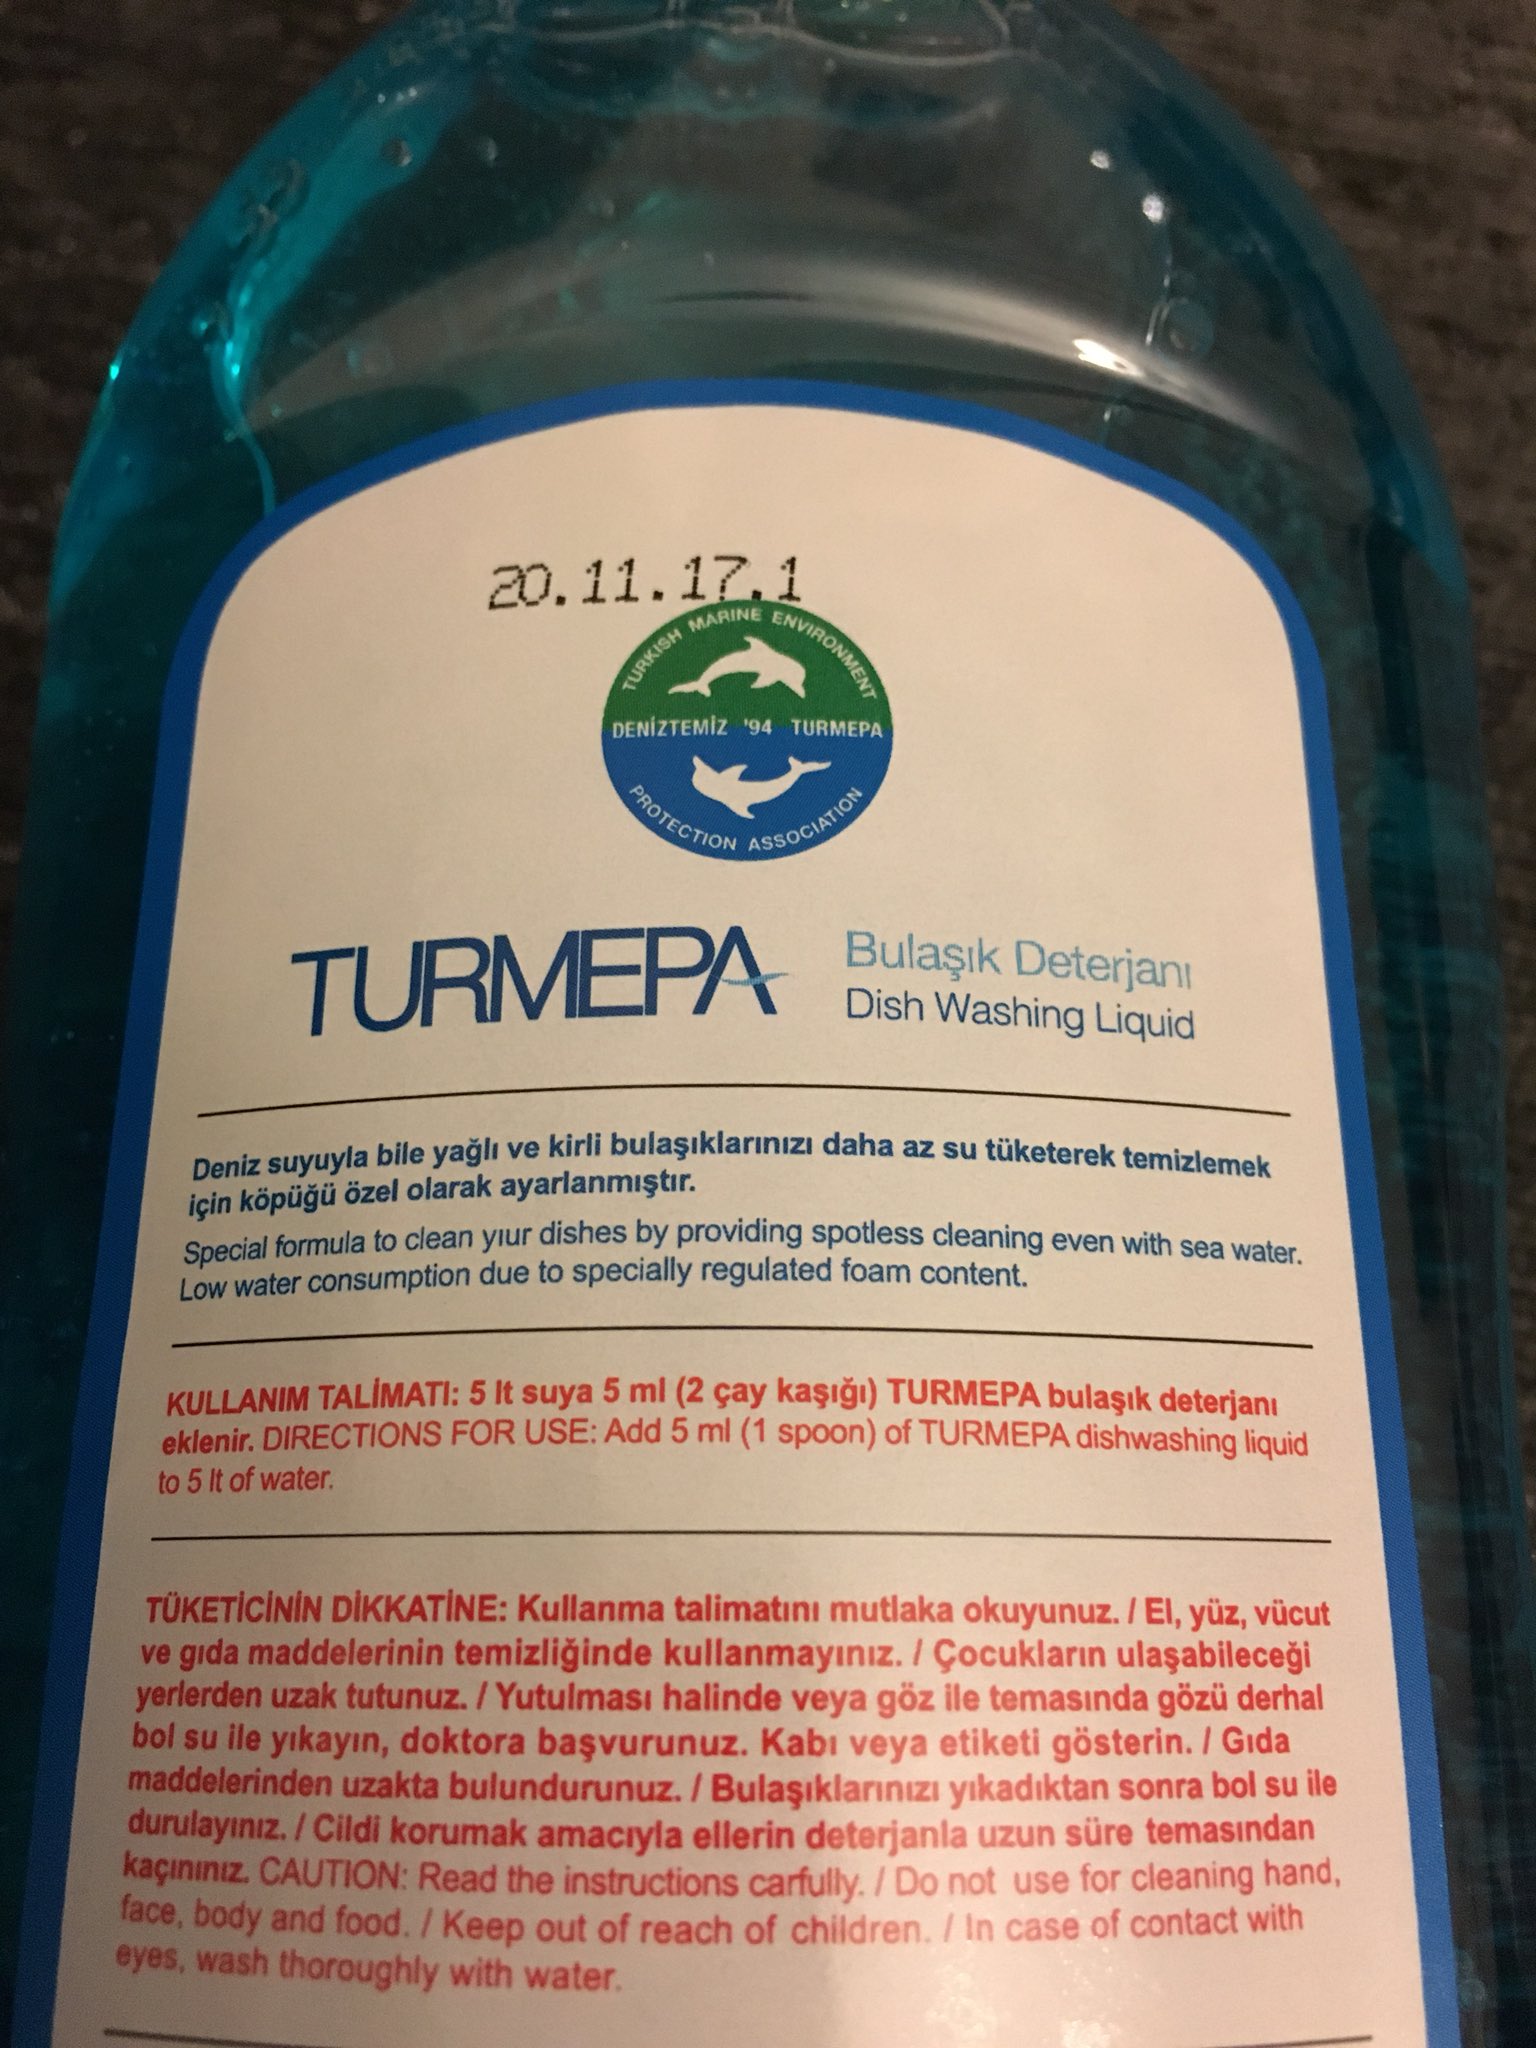 20.11.17.1
TURKISH MARINE ENVIRONMENT
DENİZTEMİZ '94 TURMEPA
PROTECTION ASSOCIATION
TURMEPA
Bulaşık Deterjanı
Dish Washing Liquid
Deniz suyuyla bile yağlı ve kirli bulaşıklarınızı daha az su tüketerek temizlemek
için köpüğü özel olarak ayarlanmıştır.
Special formula to clean yıur dishes by providing spotless cleaning even with sea water.
Low water consumption due to specially regulated foam content.
KULLANIM TALİMATI: 5 lt suya 5 ml (2 çay kaşığı) TURMEPA bulaşık deterjanı
eklenir. DIRECTIONS FOR USE: Add 5 ml (1 spoon) of TURMEPA dishwashing liquid
to 5 lt of water.
TÜKETİCİNİN DİKKATİNE: Kullanma talimatını mutlaka okuyunuz. / El, yüz, vücut
ve gıda maddelerinin temizliğinde kullanmayınız. / Çocukların ulaşabileceği
yerlerden uzak tutunuz. / Yutulması halinde veya göz ile temasında gözü derhal
bol su ile yıkayın, doktora başvurunuz. Kabı veya etiketi gösterin. / Gıda
maddelerinden uzakta bulundurunuz. / Bulaşıklarınızı yıkadıktan sonra bol su ile
durulayınız. / Cildi korumak amacıyla ellerin deterjanla uzun süre temasından
kaçınınız. CAUTION: Read the instructions carfully. / Do not use for cleaning hand,
face, body and food. / Keep out of reach of children. / In case of contact with
eyes, wash thoroughly with water.